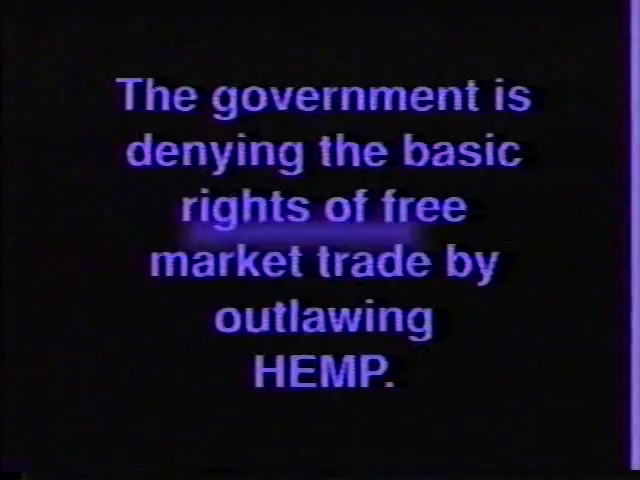 The government is
denying the basic
rights of free
market trade by
outlawing
HEMP.